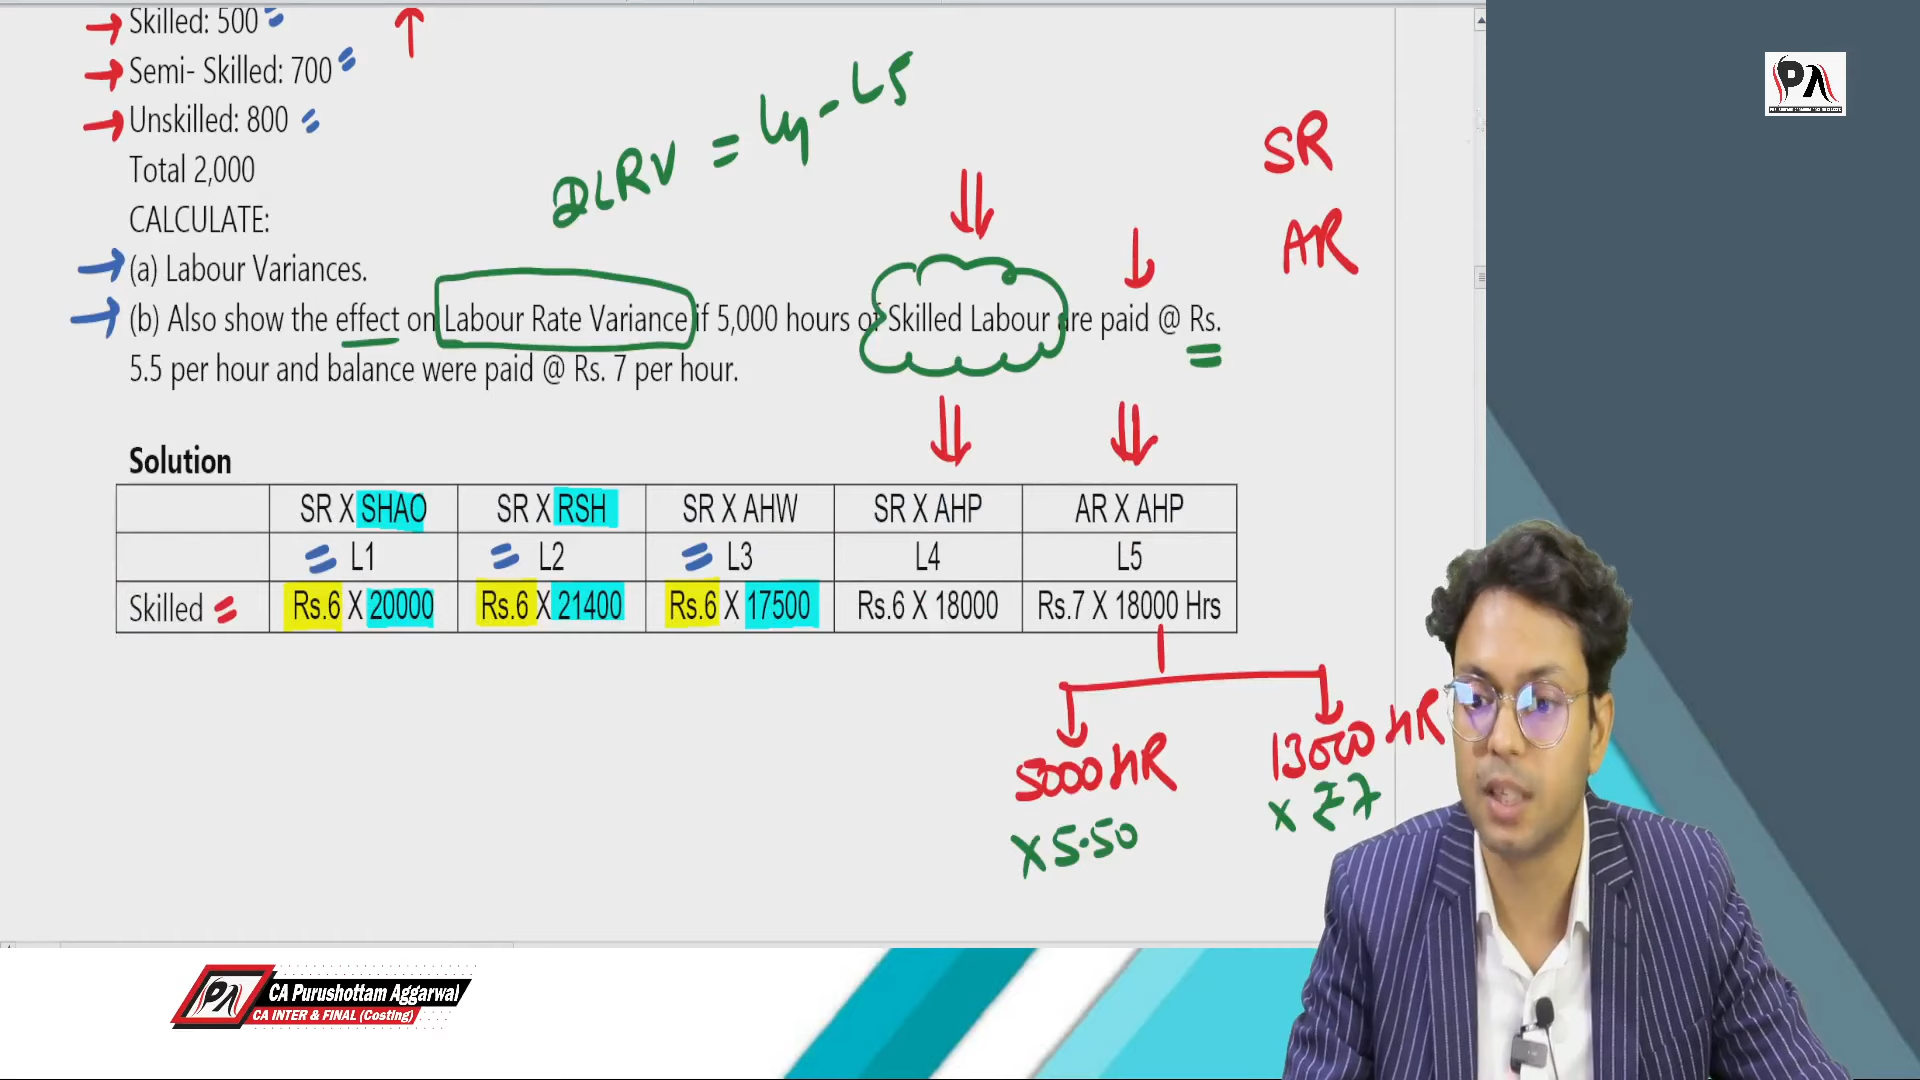 Skilled: 500
Semi- Skilled: 700
Unskilled: 800
Total 2,000
CALCULATE:
(a) Labour Variances.
(b) Also show the effect on Labour Rate Variance if 5,000 hours of Skilled Labour are paid @ Rs.
5.5 per hour and balance were paid @ Rs. 7 per hour.
DLRV = L4 - L5
SR
AR
Solution
SR X SHAO SR X RSH SR X AHW SR X AHP AR X AHP
L1 L2 L3 L4 L5
Skilled Rs.6 X 20000 Rs.6 X 21400 Rs.6 X 17500 Rs.6 X 18000 Rs.7 X 18000 Hrs
5000 HR 13000 HR
X 5.50 X ₹7
PA
PA
CA Purushottam Aggarwal
CA INTER & FINAL (Costing)